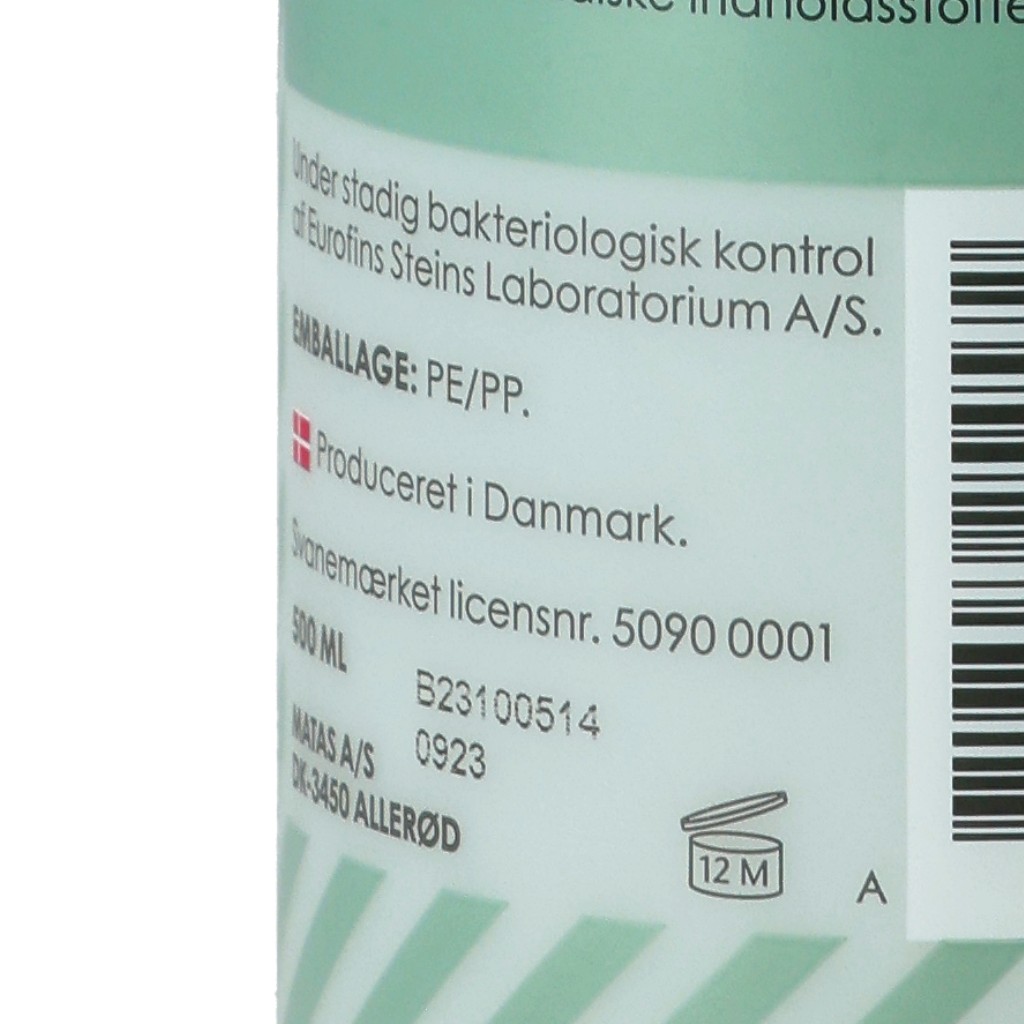 indholdsstoffe
Under stadig bakteriologisk kontrol
af Eurofins Steins Laboratorium A/S.
EMBALLAGE: PE/PP.
Produceret i Danmark.
Svanemærket licensnr. 5090 0001
500 ML
B23100514
0923
MATAS A/S
DK-3450 ALLERØD
12 M
A